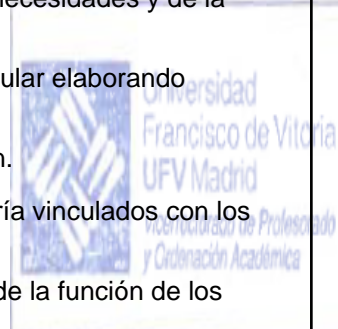 necesidades y de la
ular elaborando
Universidad
Francisco de Vitoria
n.
UFV Madrid
ría vinculados con los
Vicerrectorado de Profesorado
y Ordenación Académica
de la función de los